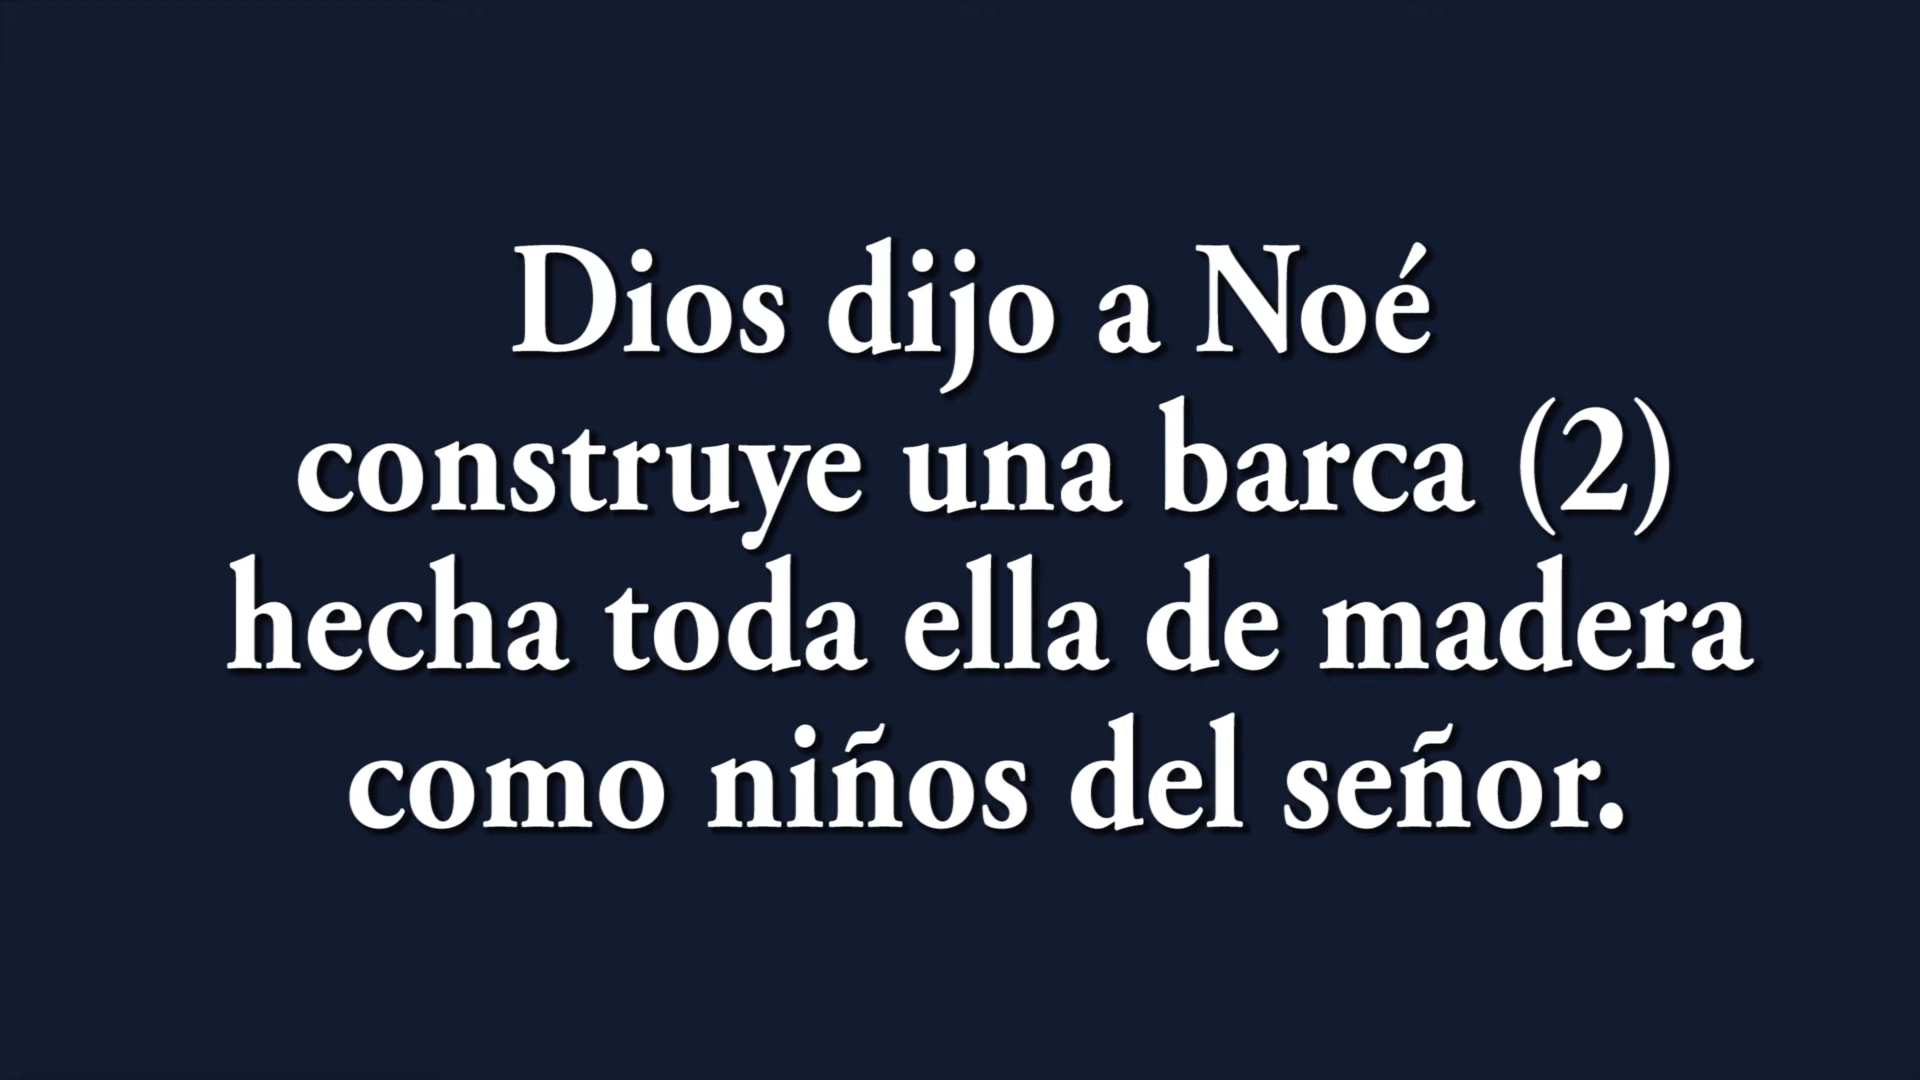 Dios dijo a Noé
construye una barca (2)
hecha toda ella de madera
como niños del señor.